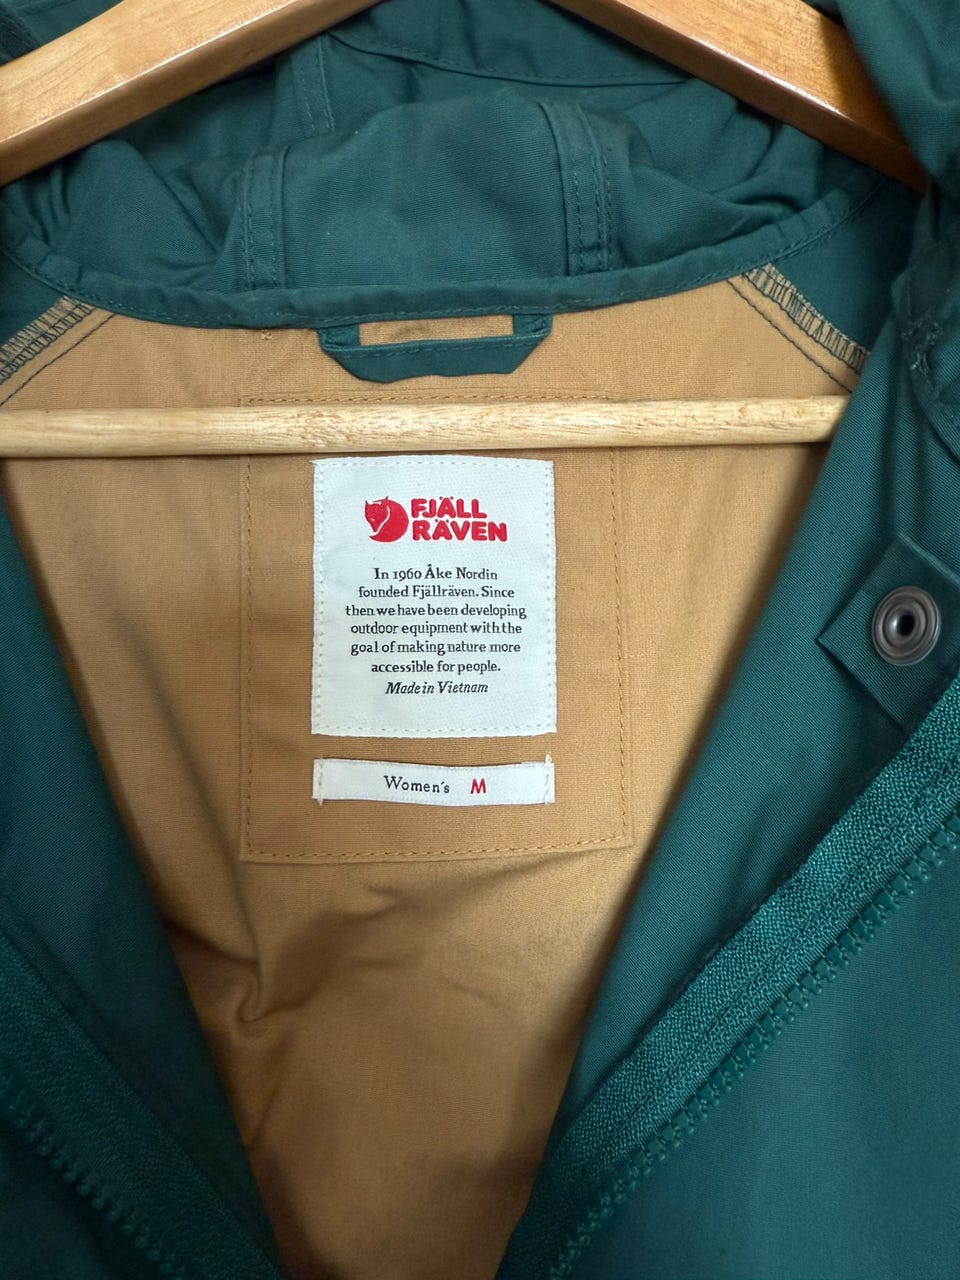 FJÄLL
RÄVEN
In 1960 Åke Nordin
founded Fjällräven. Since
then we have been developing
outdoor equipment with the
goal of making nature more
accessible for people.
Made in Vietnam
Women´s M